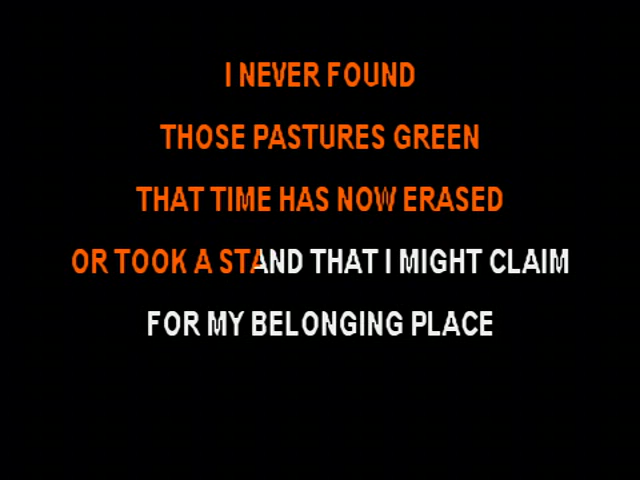 I NEVER FOUND
THOSE PASTURES GREEN
THAT TIME HAS NOW ERASED
OR TOOK A STAND THAT I MIGHT CLAIM
FOR MY BELONGING PLACE